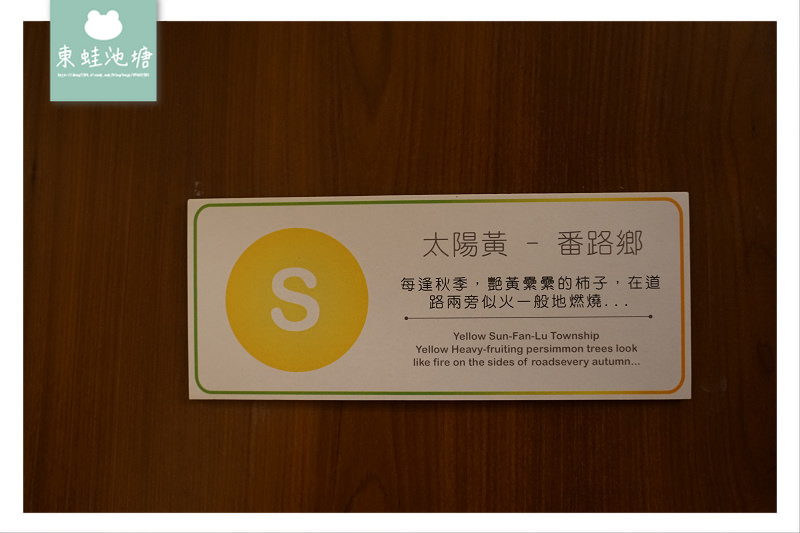 東蛙池塘
S
太陽黃 - 番路鄉
每逢秋季，艷黃纍纍的柿子，在道
路兩旁似火一般地燃燒...
Yellow Sun-Fan-Lu Township
Yellow Heavy-fruiting persimmon trees look
like fire on the sides of roadsevery autumn...